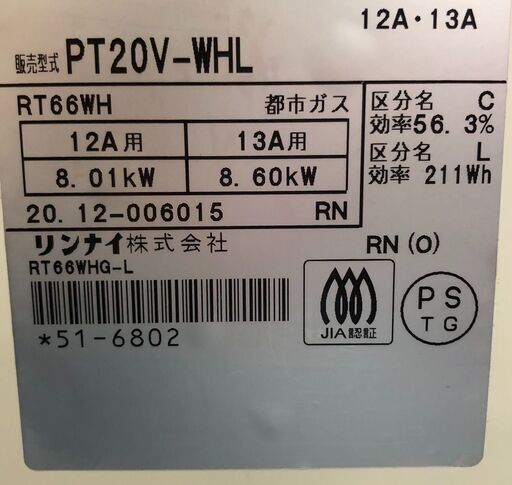 12A・13A
販売型式 PT20V-WHL
RT66WH 都市ガス
12A用 13A用
8.01kW 8.60kW
20.12-006015 RN
区分名 C
効率56.3%
区分名 L
効率 211Wh
リンナイ株式会社
RN(O)
RT66WHG-L
*51-6802
JIA認証
PS
TG